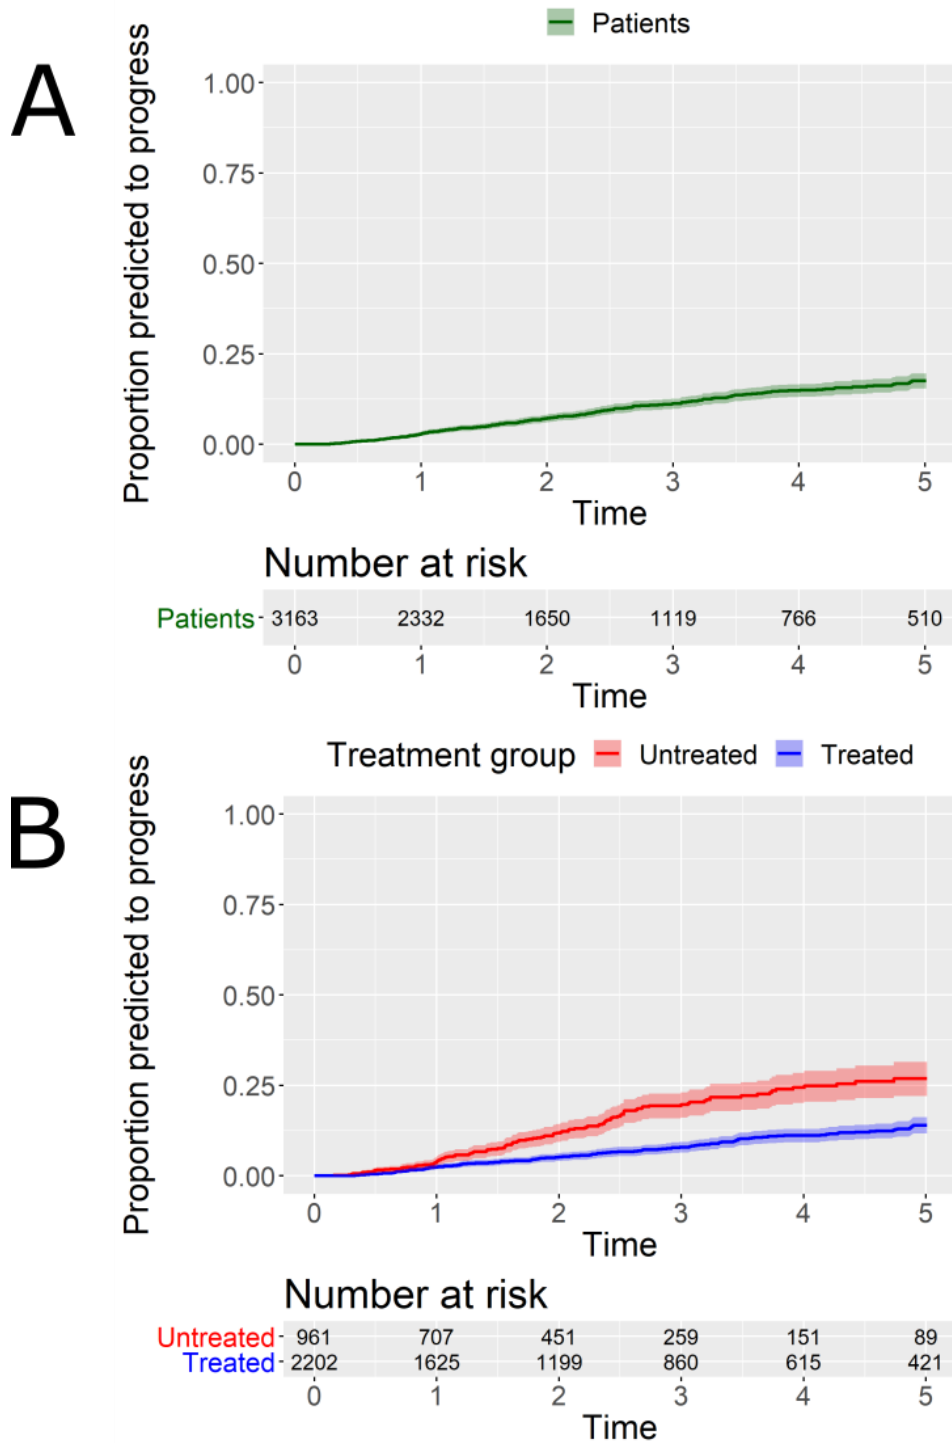 Patients
A
Proportion predicted to progress
1.00
0.75
0.50
0.25
0.00
0 1 2 3 4 5
Time
Number at risk
Patients 3163 2332 1650 1119 766 510
0 1 2 3 4 5
Time
Treatment group Untreated Treated
B
Proportion predicted to progress
1.00
0.75
0.50
0.25
0.00
0 1 2 3 4 5
Time
Number at risk
Untreated 961 707 451 259 151 89
Treated 2202 1625 1199 860 615 421
0 1 2 3 4 5
Time